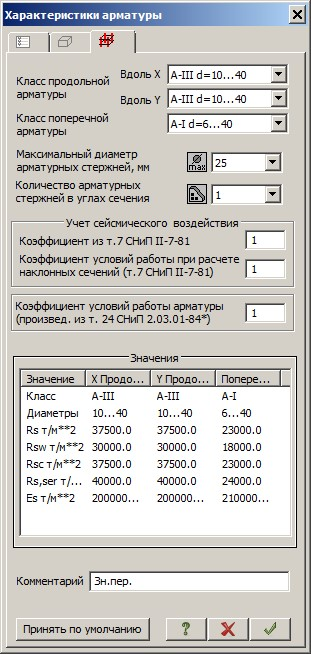 Характеристики арматуры
Класс продольной арматуры
Вдоль X A-III d=10...40
Вдоль Y A-III d=10...40
Класс поперечной арматуры
A-I d=6...40
Максимальный диаметр арматурных стержней, мм
max 25
Количество арматурных стержней в углах сечения
1
Учет сейсмического воздействия
Коэффициент из т.7 СНиП II-7-81 1
Коэффициент условий работы при расчете
наклонных сечений (т.7 СНиП II-7-81) 1
Коэффициент условий работы арматуры
(произвед. из т. 24 СНиП 2.03.01-84*) 1
Значения
Значение X Продо... Y Продо... Попере...
Класс A-III A-III A-I
Диаметры 10...40 10...40 6...40
Rs т/м**2 37500.0 37500.0 23000.0
Rsw т/м**2 30000.0 30000.0 18000.0
Rsc т/м**2 37500.0 37500.0 23000.0
Rs,ser т/... 40000.0 40000.0 24000.0
Es т/м**2 200000... 200000... 210000...
Комментарий Зн.пер.
Принять по умолчанию ?